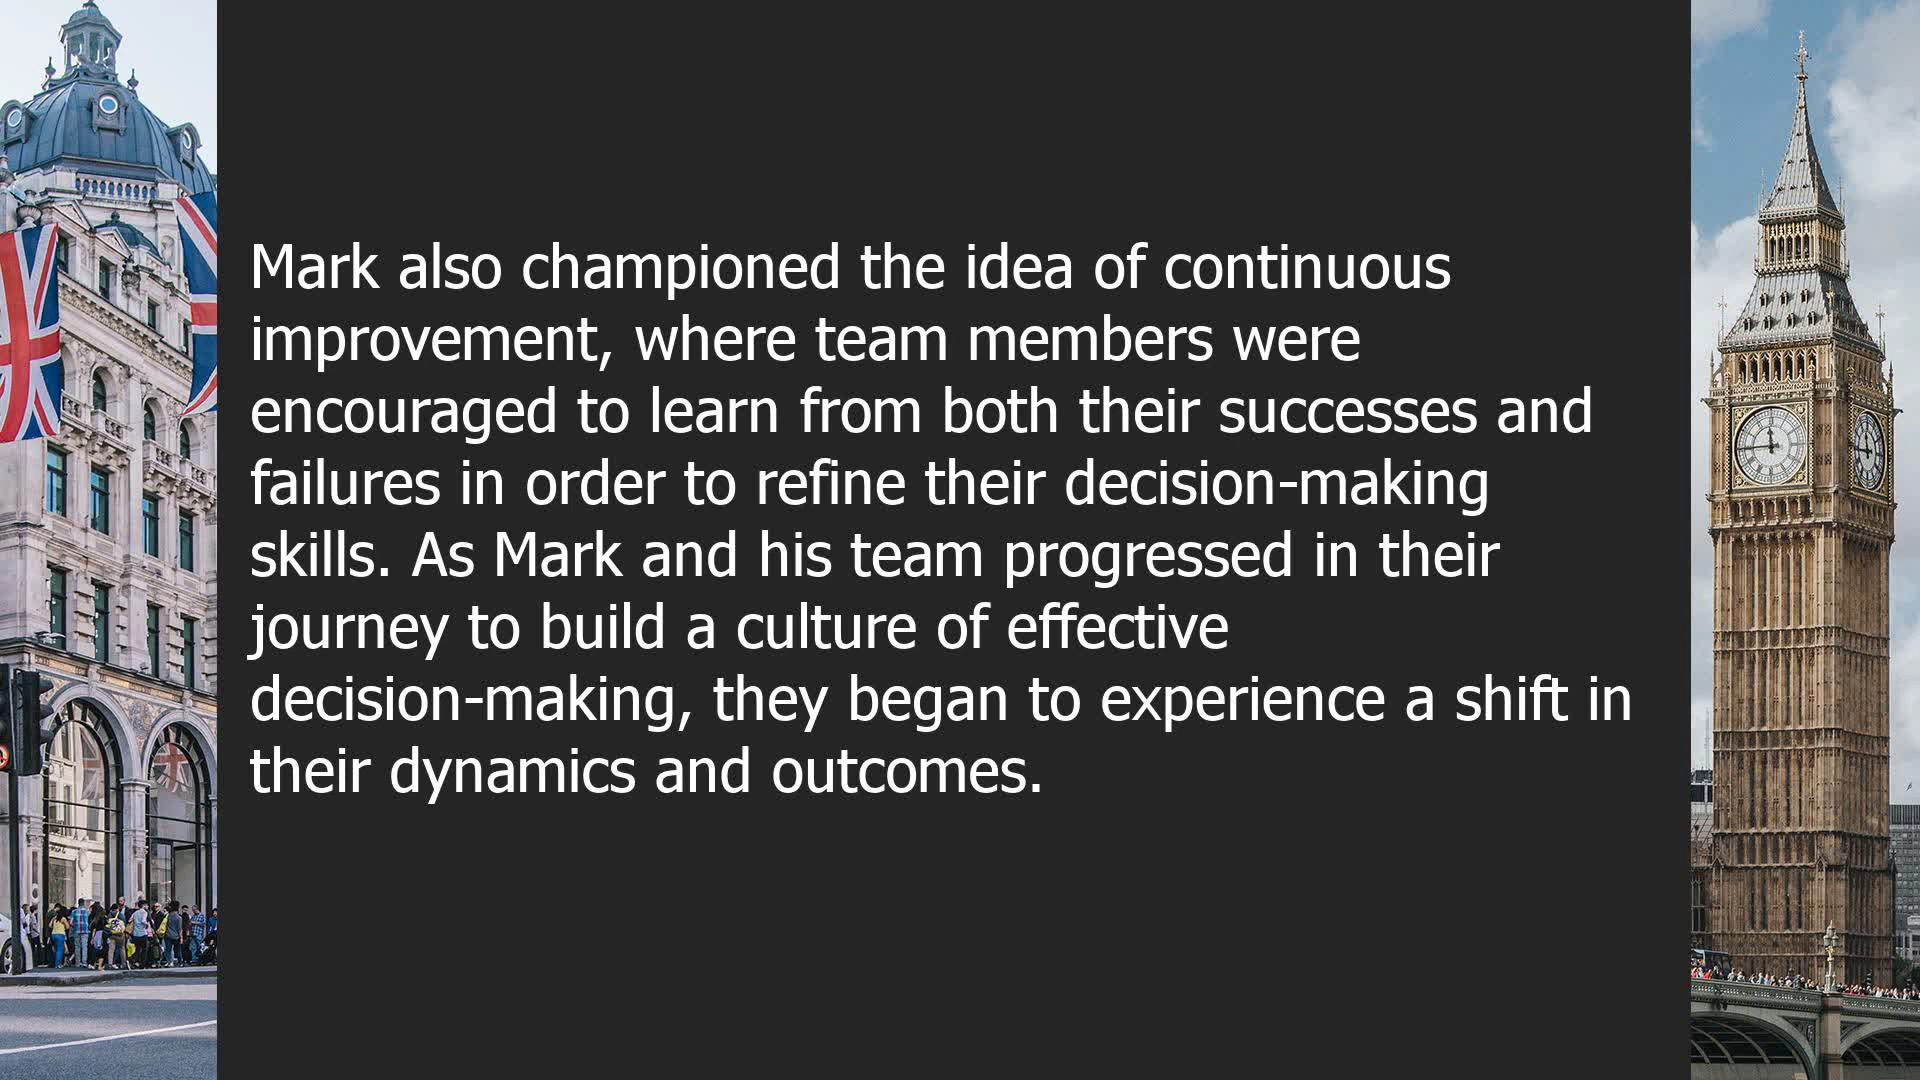 Mark also championed the idea of continuous
improvement, where team members were
encouraged to learn from both their successes and
failures in order to refine their decision-making
skills. As Mark and his team progressed in their
journey to build a culture of effective
decision-making, they began to experience a shift in
their dynamics and outcomes.